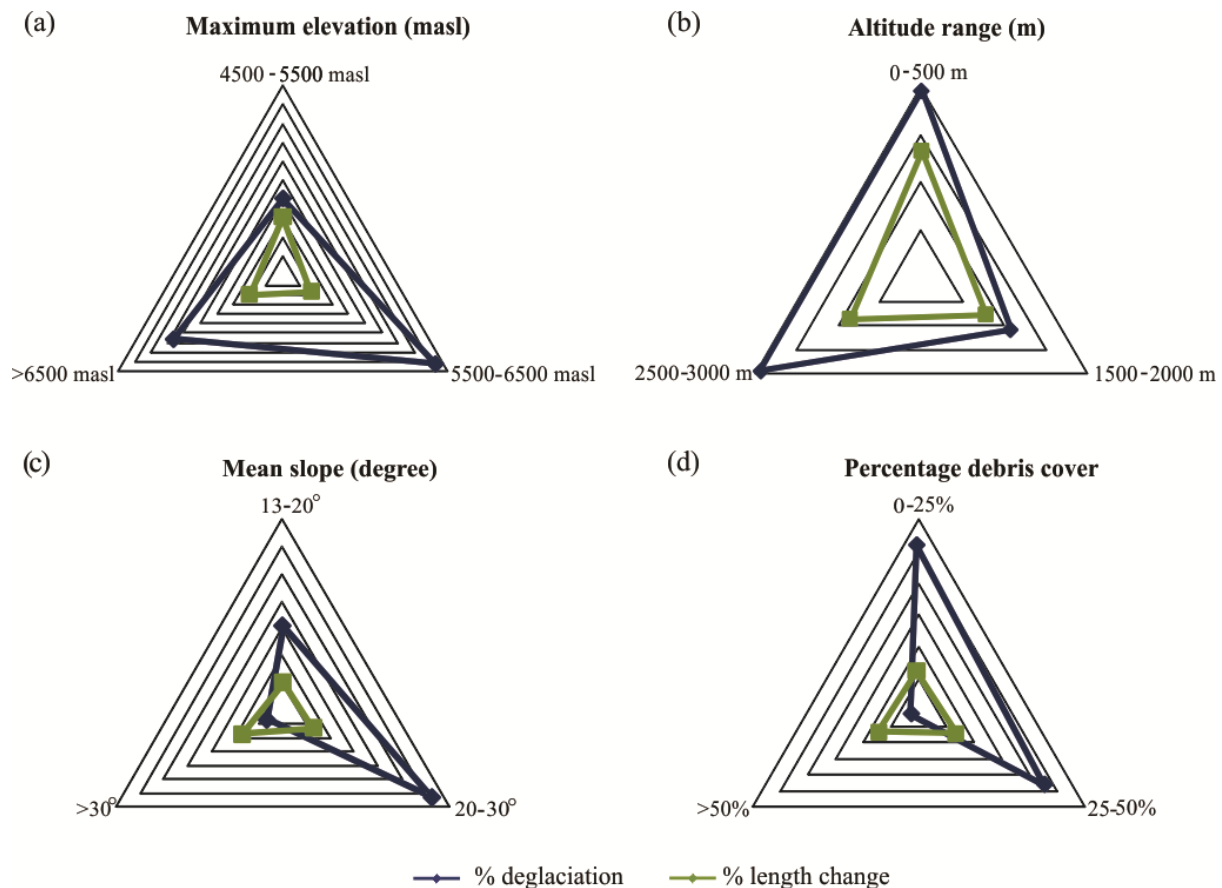 (a)
Maximum elevation (masl)
4500-5500 masl
>6500 masl
5500-6500 masl
(b)
Altitude range (m)
0-500 m
2500-3000 m
1500-2000 m
(c)
Mean slope (degree)
13-20°
>30°
20-30°
(d)
Percentage debris cover
0-25%
>50%
25-50%
% deglaciation
% length change